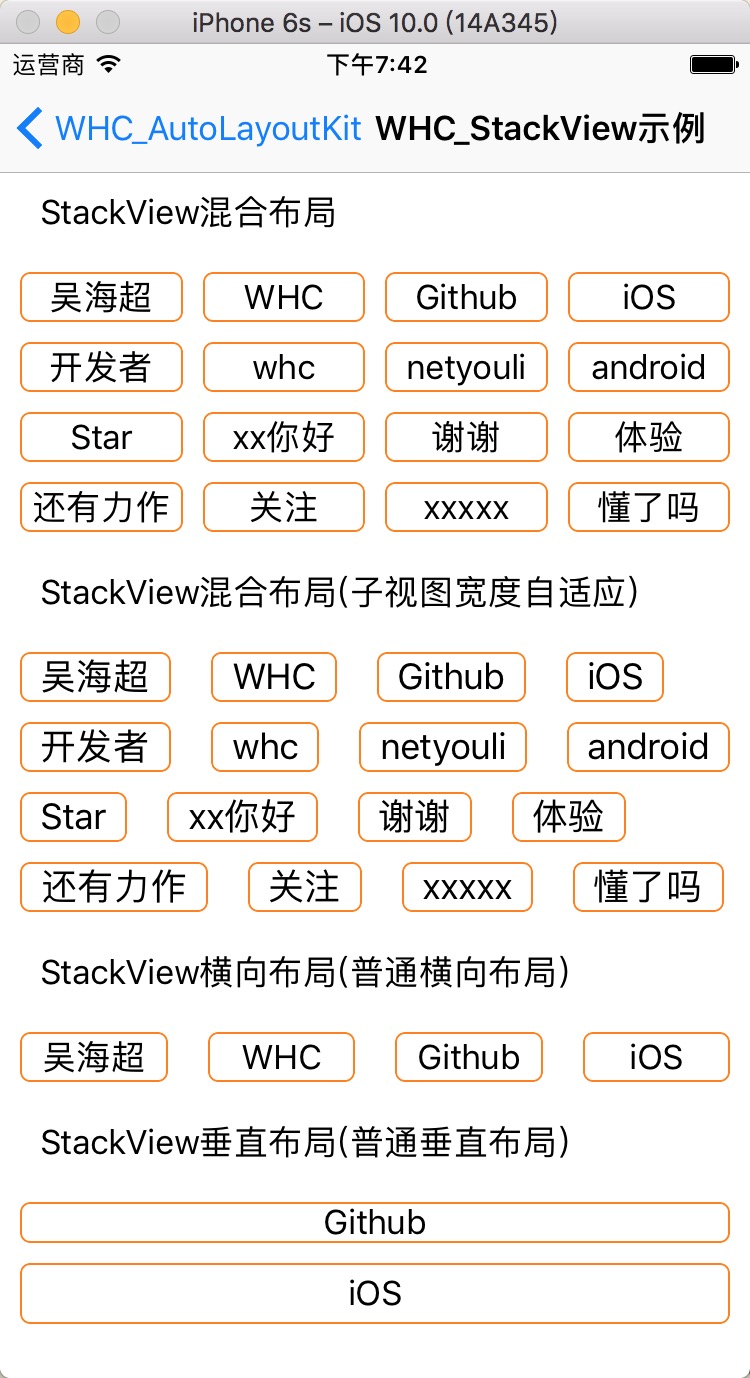 iPhone 6s – iOS 10.0 (14A345)
运营商 下午7:42
WHC_AutoLayoutKit WHC_StackView示例
StackView混合布局
吴海超 WHC Github iOS
开发者 whc netyouli android
Star xx你好 谢谢 体验
还有力作 关注 xxxxx 懂了吗
StackView混合布局(子视图宽度自适应)
吴海超 WHC Github iOS
开发者 whc netyouli android
Star xx你好 谢谢 体验
还有力作 关注 xxxxx 懂了吗
StackView横向布局(普通横向布局)
吴海超 WHC Github iOS
StackView垂直布局(普通垂直布局)
Github
iOS